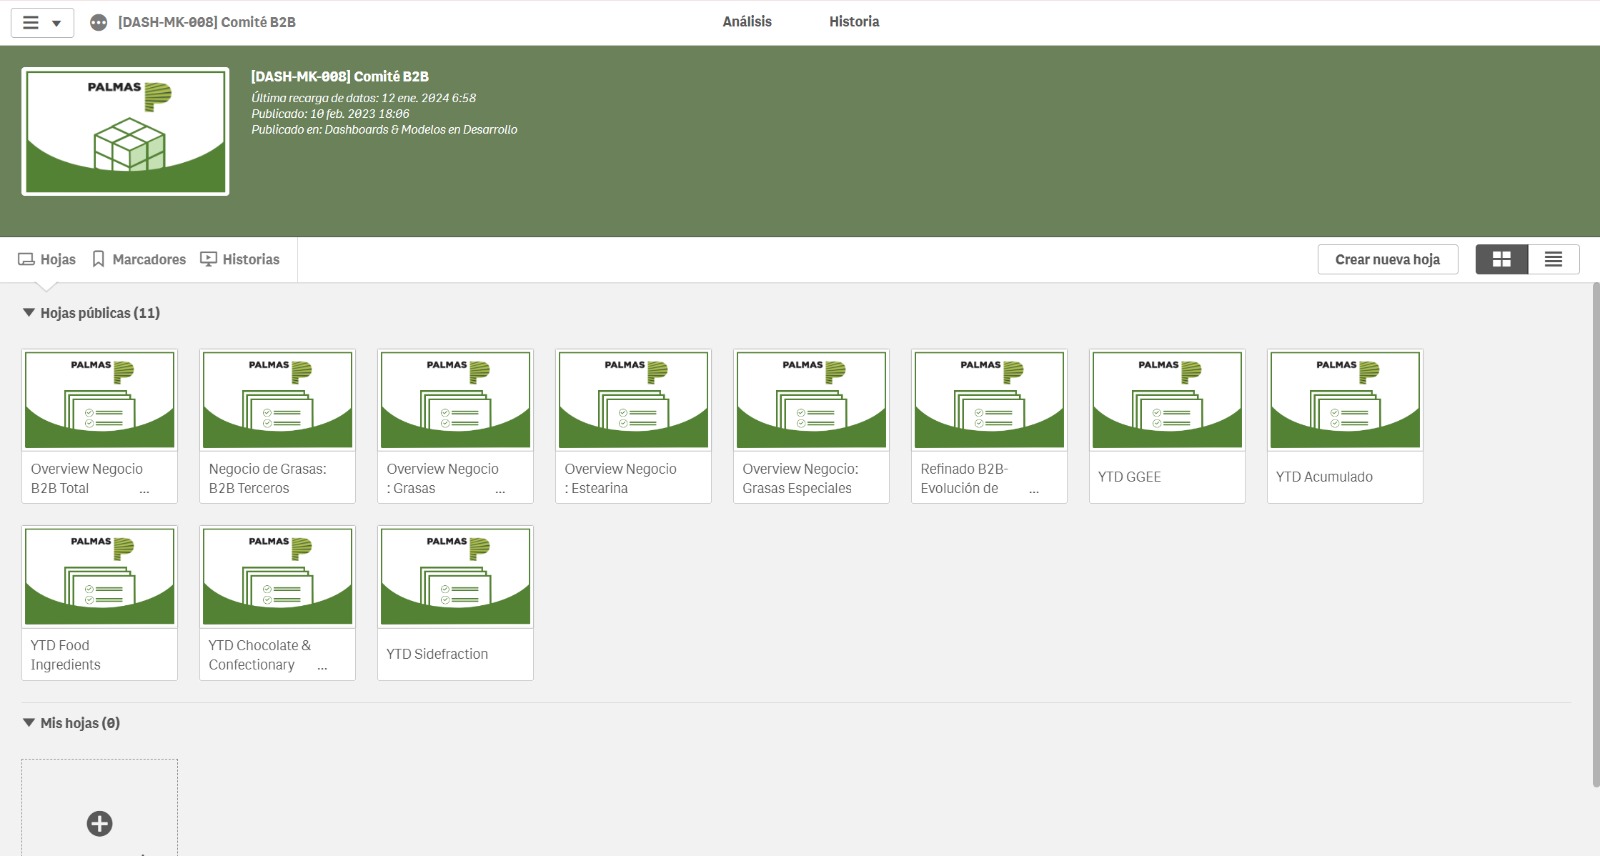 [DASH-MK-008] Comité B2B
Análisis
Historia
PALMAS
[DASH-MK-008] Comité B2B
Última recarga de datos: 12 ene. 2024 6:58
Publicado: 10 feb. 2023 18:06
Publicado en: Dashboards & Modelos en Desarrollo
Hojas
Marcadores
Historias
Crear nueva hoja
Hojas públicas (11)
PALMAS
PALMAS
PALMAS
PALMAS
PALMAS
PALMAS
PALMAS
PALMAS
Overview Negocio
B2B Total ...
Negocio de Grasas:
B2B Terceros
Overview Negocio
: Grasas ...
Overview Negocio
: Estearina
Overview Negocio:
Grasas Especiales
Refinado B2B-
Evolución de ...
YTD GGEE
YTD Acumulado
PALMAS
PALMAS
PALMAS
YTD Food
Ingredients
YTD Chocolate &
Confectionary ...
YTD Sidefraction
Mis hojas (0)